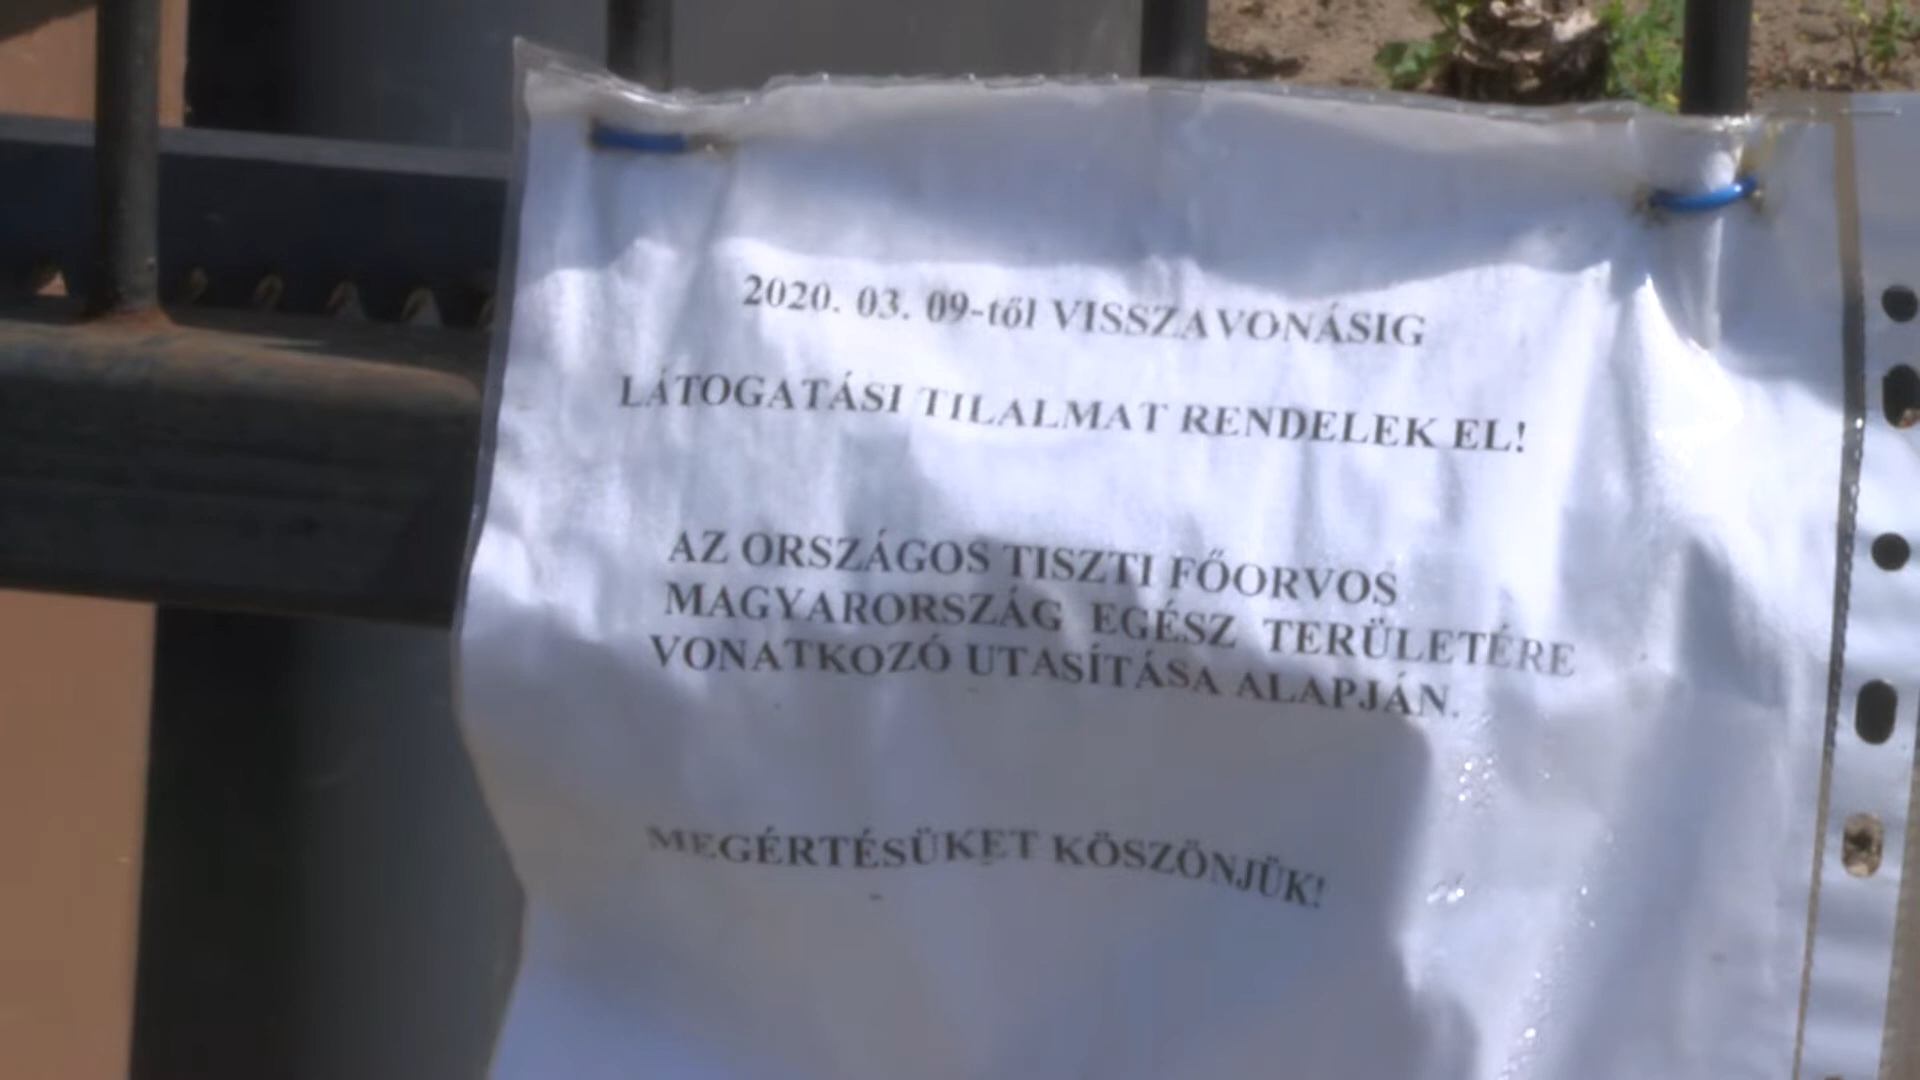 2020. 03. 09-től VISSZAVONÁSIG
LÁTOGATÁSI TILALMAT RENDELEK EL!
AZ ORSZÁGOS TISZTI FŐORVOS
MAGYARORSZÁG EGÉSZ TERÜLETÉRE
VONATKOZÓ UTASÍTÁSA ALAPJÁN.
MEGÉRTÉSÜKET KÖSZÖNJÜK!